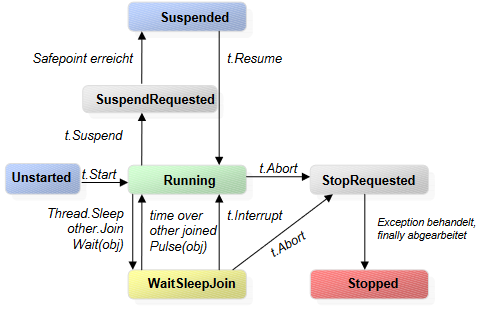 Suspended
Safepoint erreicht
t.Resume
SuspendRequested
t.Suspend
Unstarted
t.Start
Running
t.Abort
StopRequested
Thread.Sleep
other.Join
Wait(obj)
time over
other joined
Pulse(obj)
t.Interrupt
t.Abort
Exception behandelt,
finally abgearbeitet
WaitSleepJoin
Stopped